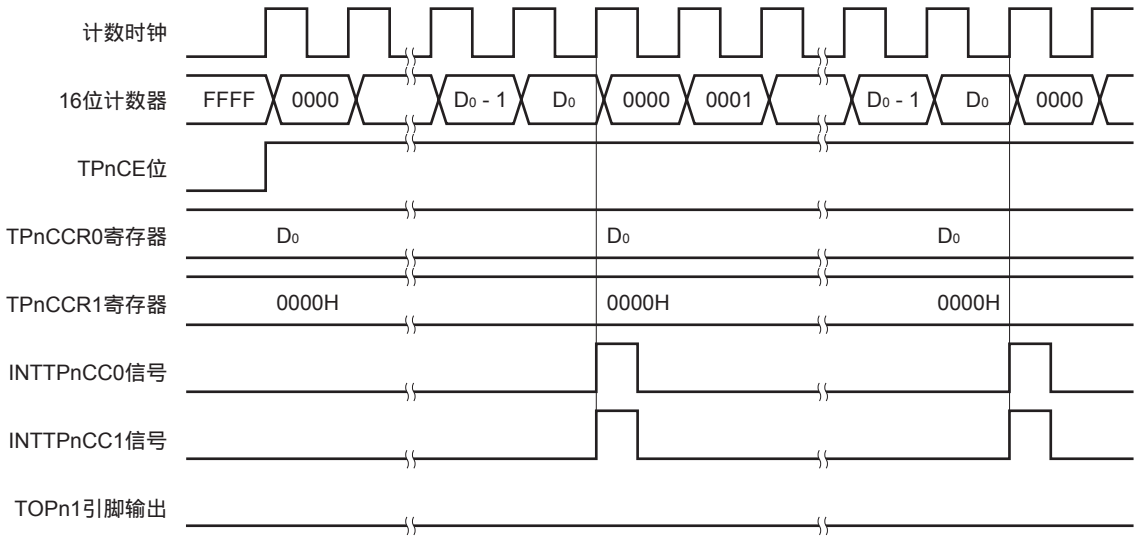 计数时钟
16位计数器 FFFF 0000 D0 - 1 D0 0000 0001 D0 - 1 D0 0000
TPnCE位
TPnCCR0寄存器 D0 D0 D0
TPnCCR1寄存器 0000H 0000H 0000H
INTTPnCC0信号
INTTPnCC1信号
TOPn1引脚输出